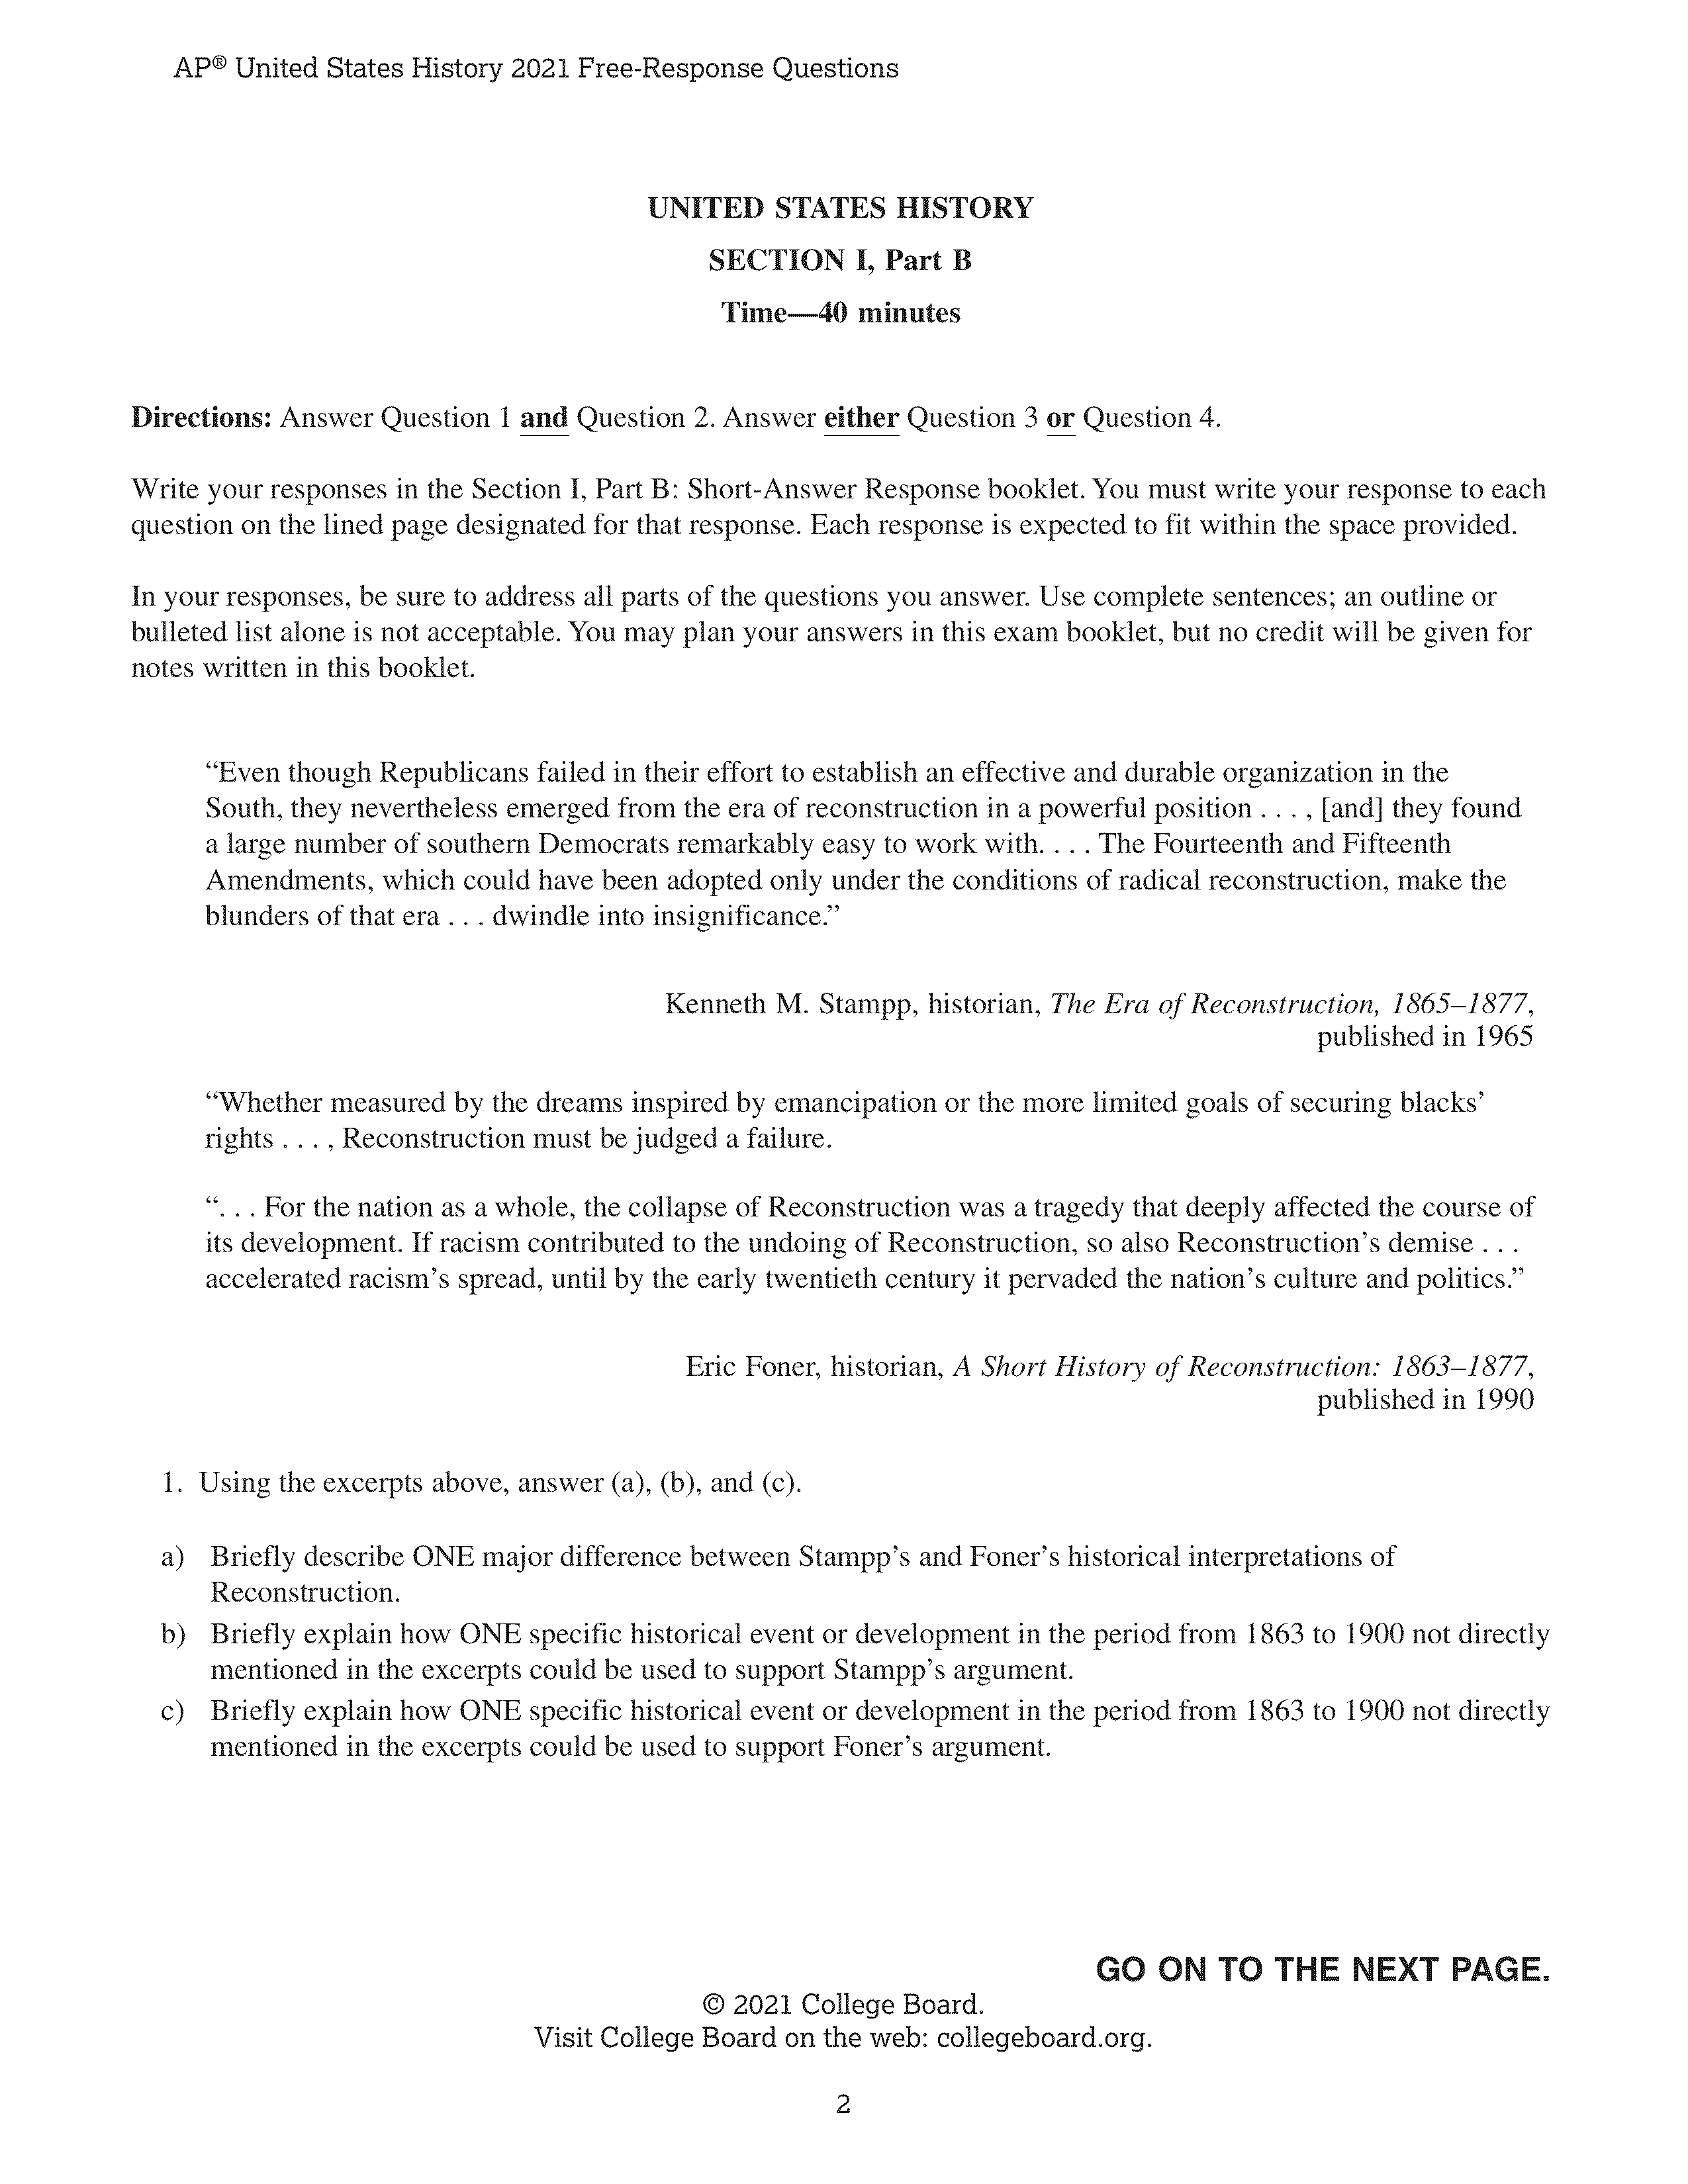 AP® United States History 2021 Free-Response Questions
UNITED STATES HISTORY
SECTION I, Part B
Time—40 minutes
Directions: Answer Question 1 and Question 2. Answer either Question 3 or Question 4.
Write your responses in the Section I, Part B: Short-Answer Response booklet. You must write your response to each
question on the lined page designated for that response. Each response is expected to fit within the space provided.
In your responses, be sure to address all parts of the questions you answer. Use complete sentences; an outline or
bulleted list alone is not acceptable. You may plan your answers in this exam booklet, but no credit will be given for
notes written in this booklet.
“Even though Republicans failed in their effort to establish an effective and durable organization in the
South, they nevertheless emerged from the era of reconstruction in a powerful position . . . , [and] they found
a large number of southern Democrats remarkably easy to work with. . . . The Fourteenth and Fifteenth
Amendments, which could have been adopted only under the conditions of radical reconstruction, make the
blunders of that era . . . dwindle into insignificance.”
Kenneth M. Stampp, historian, The Era of Reconstruction, 1865–1877,
published in 1965
“Whether measured by the dreams inspired by emancipation or the more limited goals of securing blacks’
rights . . . , Reconstruction must be judged a failure.
“. . . For the nation as a whole, the collapse of Reconstruction was a tragedy that deeply affected the course of
its development. If racism contributed to the undoing of Reconstruction, so also Reconstruction’s demise . . .
accelerated racism’s spread, until by the early twentieth century it pervaded the nation’s culture and politics.”
Eric Foner, historian, A Short History of Reconstruction: 1863–1877,
published in 1990
1. Using the excerpts above, answer (a), (b), and (c).
a) Briefly describe ONE major difference between Stampp’s and Foner’s historical interpretations of
Reconstruction.
b) Briefly explain how ONE specific historical event or development in the period from 1863 to 1900 not directly
mentioned in the excerpts could be used to support Stampp’s argument.
c) Briefly explain how ONE specific historical event or development in the period from 1863 to 1900 not directly
mentioned in the excerpts could be used to support Foner’s argument.
GO ON TO THE NEXT PAGE.
© 2021 College Board.
Visit College Board on the web: collegeboard.org.
2